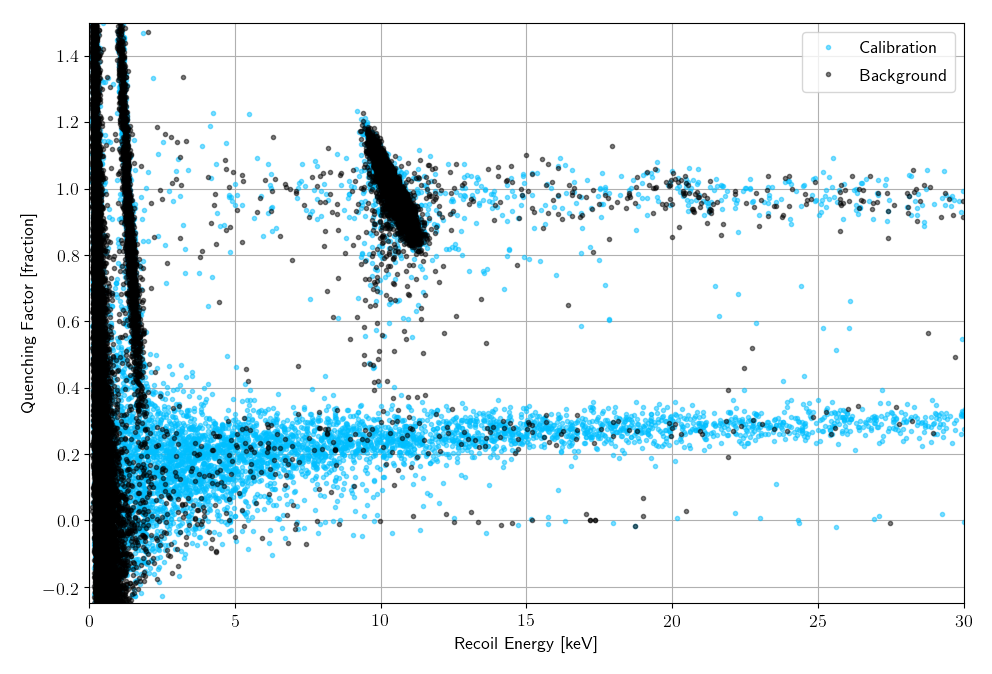 Quenching Factor [fraction]
1.4
1.2
1.0
0.8
0.6
0.4
0.2
0.0
−0.2
Calibration
Background
0 5 10 15 20 25 30
Recoil Energy [keV]